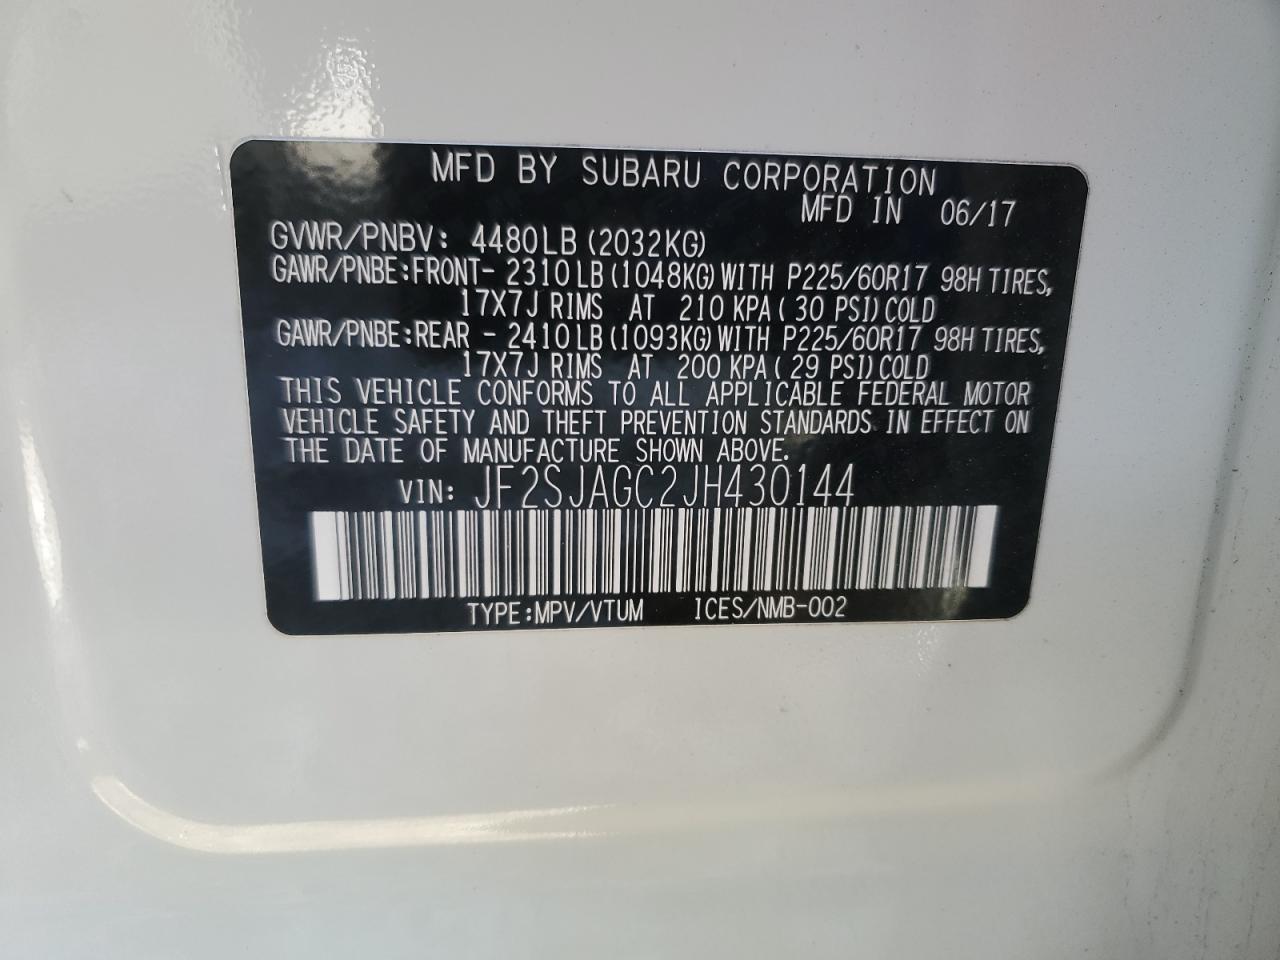 MFD BY SUBARU CORPORATION
MFD IN 06/17
GVWR/PNBV: 4480LB (2032KG)
GAWR/PNBE:FRONT- 2310LB (1048KG) WITH P225/60R17 98H TIRES,
17X7J RIMS AT 210 KPA ( 30 PSI) COLD
GAWR/PNBE:REAR - 2410LB (1093KG) WITH P225/60R17 98H TIRES,
17X7J RIMS AT 200 KPA ( 29 PSI) COLD
THIS VEHICLE CONFORMS TO ALL APPLICABLE FEDERAL MOTOR
VEHICLE SAFETY AND THEFT PREVENTION STANDARDS IN EFFECT ON
THE DATE OF MANUFACTURE SHOWN ABOVE.
VIN: JF2SJAGC2JH430144
TYPE:MPV/VTUM ICES/NMB-002